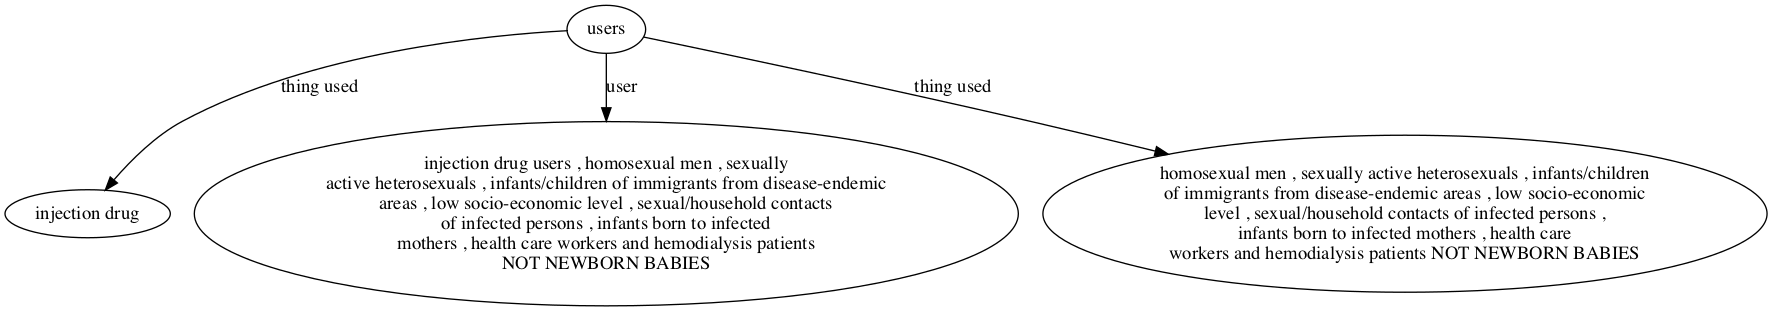 users
thing used
user
thing used
injection drug
injection drug users , homosexual men , sexually
active heterosexuals , infants/children of immigrants from disease-endemic
areas , low socio-economic level , sexual/household contacts
of infected persons , infants born to infected
mothers , health care workers and hemodialysis patients
NOT NEWBORN BABIES
homosexual men , sexually active heterosexuals , infants/children
of immigrants from disease-endemic areas , low socio-economic
level , sexual/household contacts of infected persons ,
infants born to infected mothers , health care
workers and hemodialysis patients NOT NEWBORN BABIES